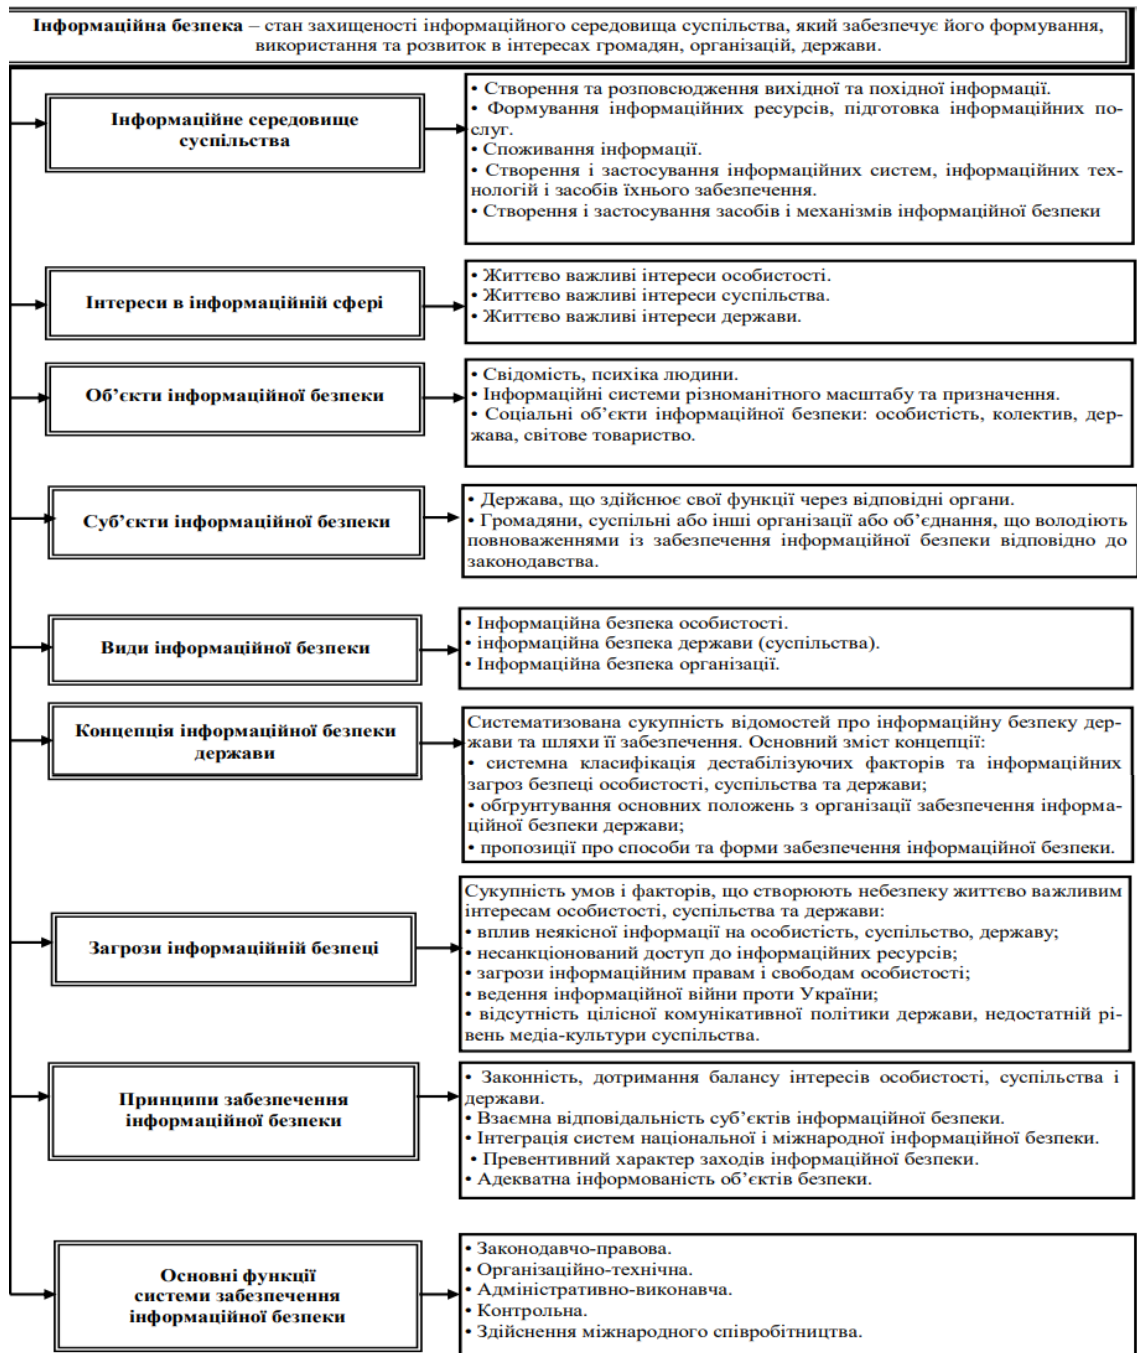 Інформаційна безпека – стан захищеності інформаційного середовища суспільства, який забезпечує його формування,
використання та розвиток в інтересах громадян, організацій, держави.
Інформаційне середовище
суспільства
• Створення та розповсюдження вихідної та похідної інформації.
• Формування інформаційних ресурсів, підготовка інформаційних по-
слуг.
• Споживання інформації.
• Створення і застосування інформаційних систем, інформаційних тех-
нологій і засобів їхнього забезпечення.
• Створення і застосування засобів і механізмів інформаційної безпеки
Інтереси в інформаційній сфері
• Життєво важливі інтереси особистості.
• Життєво важливі інтереси суспільства.
• Життєво важливі інтереси держави.
Об’єкти інформаційної безпеки
• Свідомість, психіка людини.
• Інформаційні системи різноманітного масштабу та призначення.
• Соціальні об’єкти інформаційної безпеки: особистість, колектив, дер-
жава, світове товариство.
Суб’єкти інформаційної безпеки
• Держава, що здійснює свої функції через відповідні органи.
• Громадяни, суспільні або інші організації або об’єднання, що володіють
повноваженнями із забезпечення інформаційної безпеки відповідно до
законодавства.
Види інформаційної безпеки
• Інформаційна безпека особистості.
• інформаційна безпека держави (суспільства).
• Інформаційна безпека організації.
Концепція інформаційної безпеки
держави
Систематизована сукупність відомостей про інформаційну безпеку дер-
жави та шляхи її забезпечення. Основний зміст концепції:
• системна класифікація дестабілізуючих факторів та інформаційних
загроз безпеці особистості, суспільства та держави;
• обґрунтування основних положень з організації забезпечення інформа-
ційної безпеки держави;
• пропозиції про способи та форми забезпечення інформаційної безпеки.
Загрози інформаційній безпеці
Сукупність умов і факторів, що створюють небезпеку життєво важливим
інтересам особистості, суспільства та держави:
• вплив неякісної інформації на особистість, суспільство, державу;
• несанкціонований доступ до інформаційних ресурсів;
• загрози інформаційним правам і свободам особистості;
• ведення інформаційної війни проти України;
• відсутність цілісної комунікативної політики держави, недостатній рі-
вень медіа-культури суспільства.
Принципи забезпечення
інформаційної безпеки
• Законність, дотримання балансу інтересів особистості, суспільства і
держави.
• Взаємна відповідальність суб’єктів інформаційної безпеки.
• Інтеграція систем національної і міжнародної інформаційної безпеки.
• Превентивний характер заходів інформаційної безпеки.
• Адекватна інформованість об’єктів безпеки.
Основні функції
системи забезпечення
інформаційної безпеки
• Законодавчо-правова.
• Організаційно-технічна.
• Адміністративно-виконавча.
• Контрольна.
• Здійснення міжнародного співробітництва.